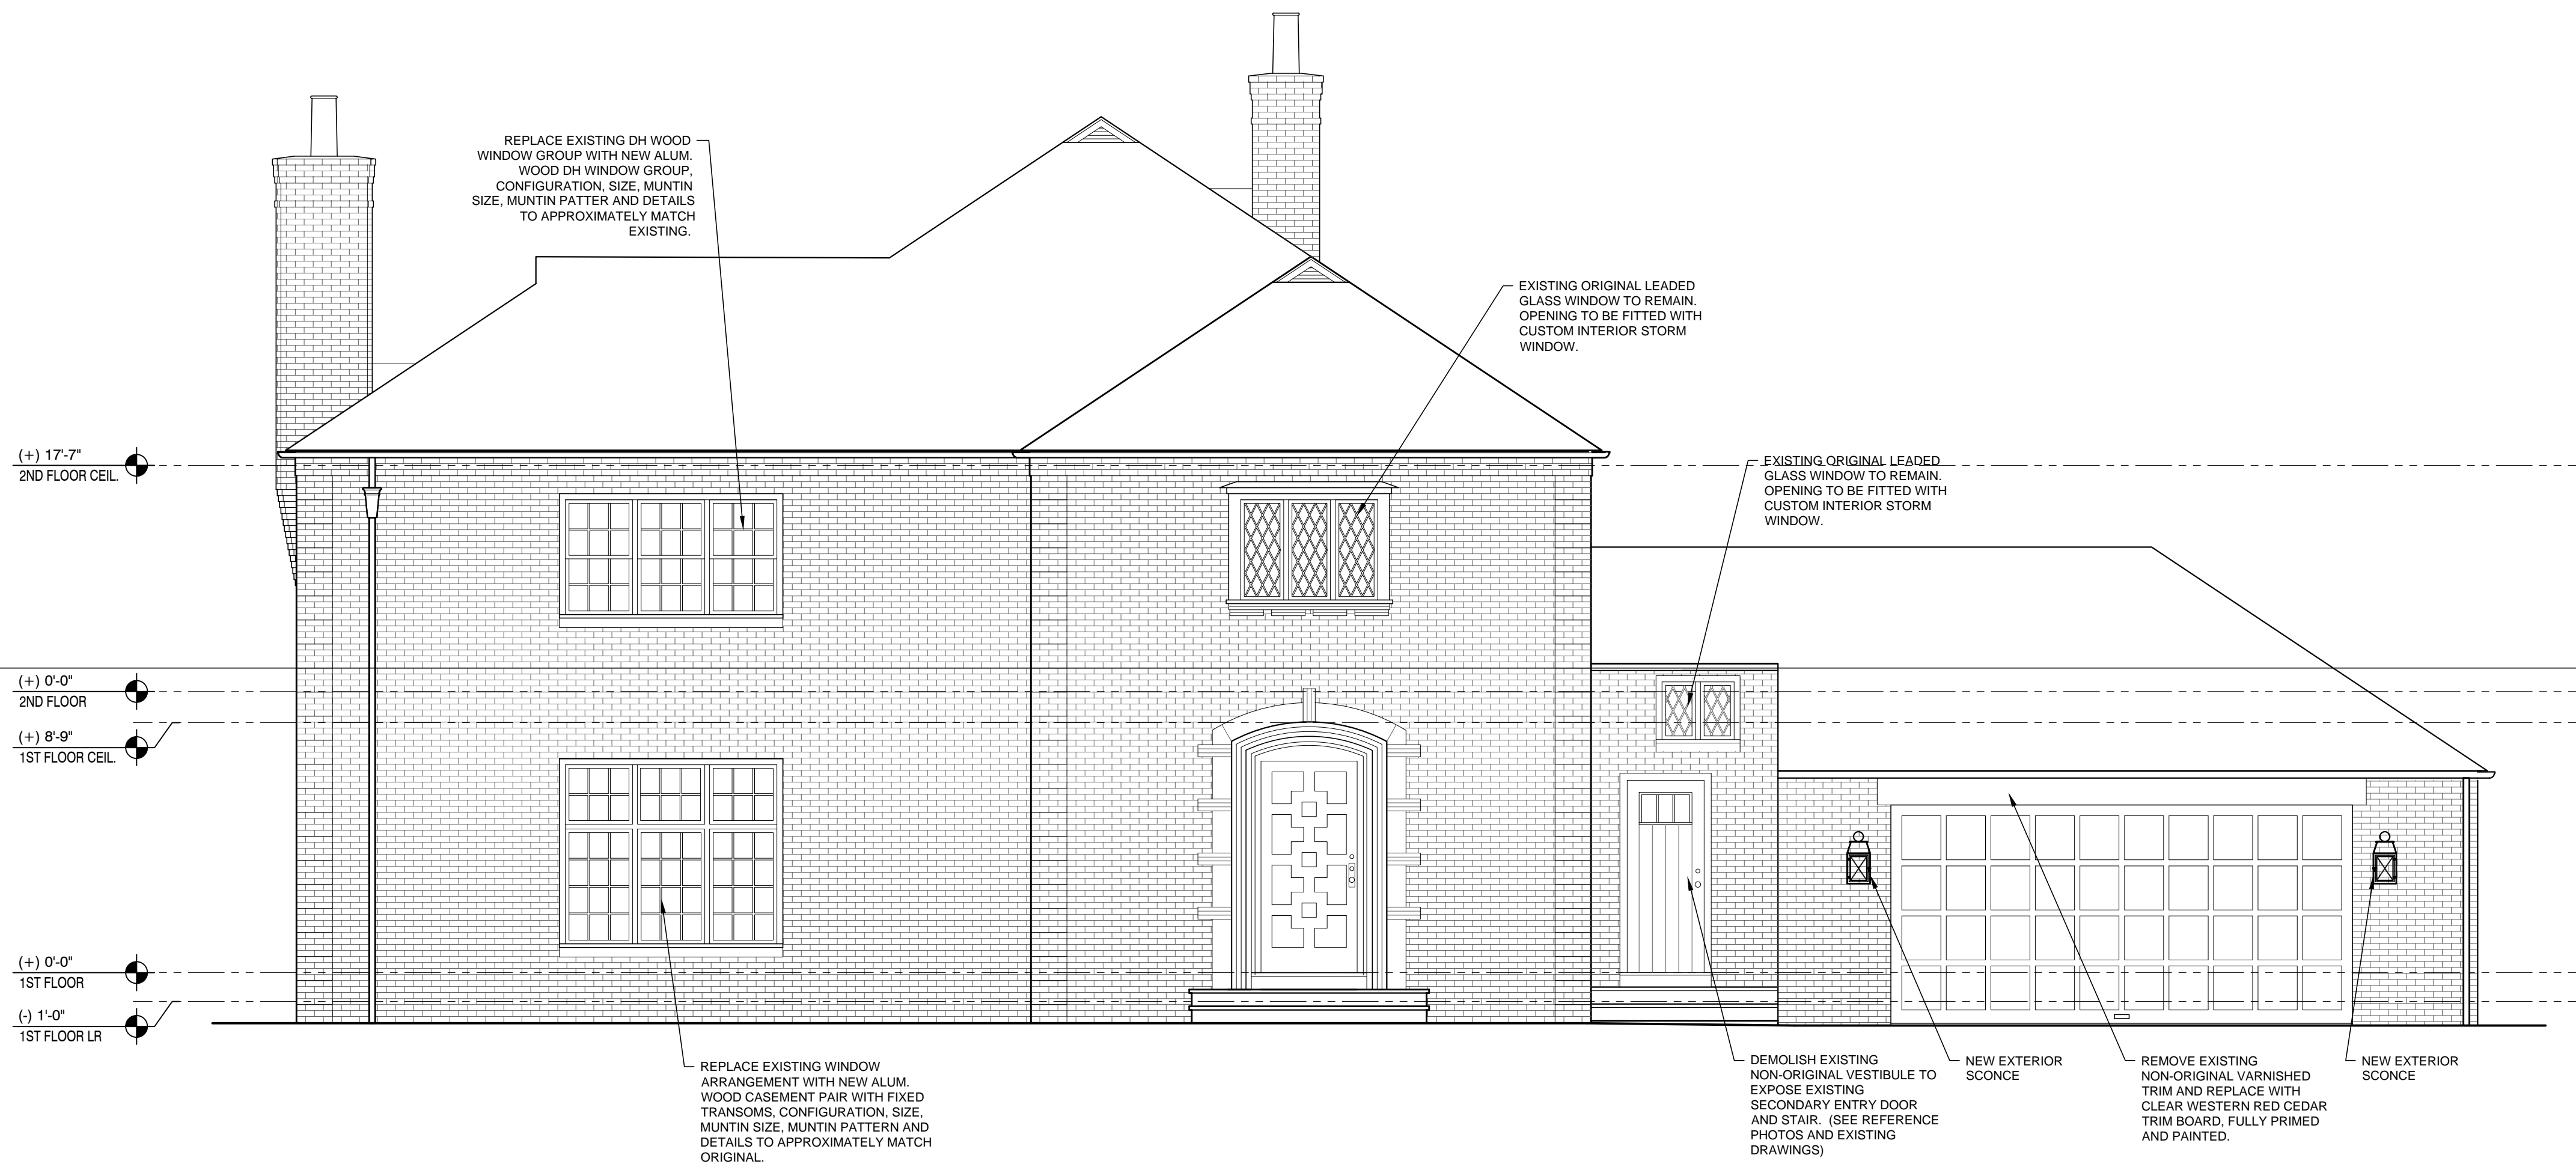 REPLACE EXISTING DH WOOD
WINDOW GROUP WITH NEW ALUM.
WOOD DH WINDOW GROUP,
CONFIGURATION, SIZE, MUNTIN
SIZE, MUNTIN PATTER AND DETAILS
TO APPROXIMATELY MATCH
EXISTING.
EXISTING ORIGINAL LEADED
GLASS WINDOW TO REMAIN.
OPENING TO BE FITTED WITH
CUSTOM INTERIOR STORM
WINDOW.
(+) 17'-7"
2ND FLOOR CEIL.
EXISTING ORIGINAL LEADED
GLASS WINDOW TO REMAIN.
OPENING TO BE FITTED WITH
CUSTOM INTERIOR STORM
WINDOW.
(+) 0'-0"
2ND FLOOR
(+) 8'-9"
1ST FLOOR CEIL.
(+) 0'-0"
1ST FLOOR
(-) 1'-0"
1ST FLOOR LR
REPLACE EXISTING WINDOW
ARRANGEMENT WITH NEW ALUM.
WOOD CASEMENT PAIR WITH FIXED
TRANSOMS, CONFIGURATION, SIZE,
MUNTIN SIZE, MUNTIN PATTERN AND
DETAILS TO APPROXIMATELY MATCH
ORIGINAL.
DEMOLISH EXISTING
NON-ORIGINAL VESTIBULE TO
EXPOSE EXISTING
SECONDARY ENTRY DOOR
AND STAIR. (SEE REFERENCE
PHOTOS AND EXISTING
DRAWINGS)
NEW EXTERIOR
SCONCE
REMOVE EXISTING
NON-ORIGINAL VARNISHED
TRIM AND REPLACE WITH
CLEAR WESTERN RED CEDAR
TRIM BOARD, FULLY PRIMED
AND PAINTED.
NEW EXTERIOR
SCONCE